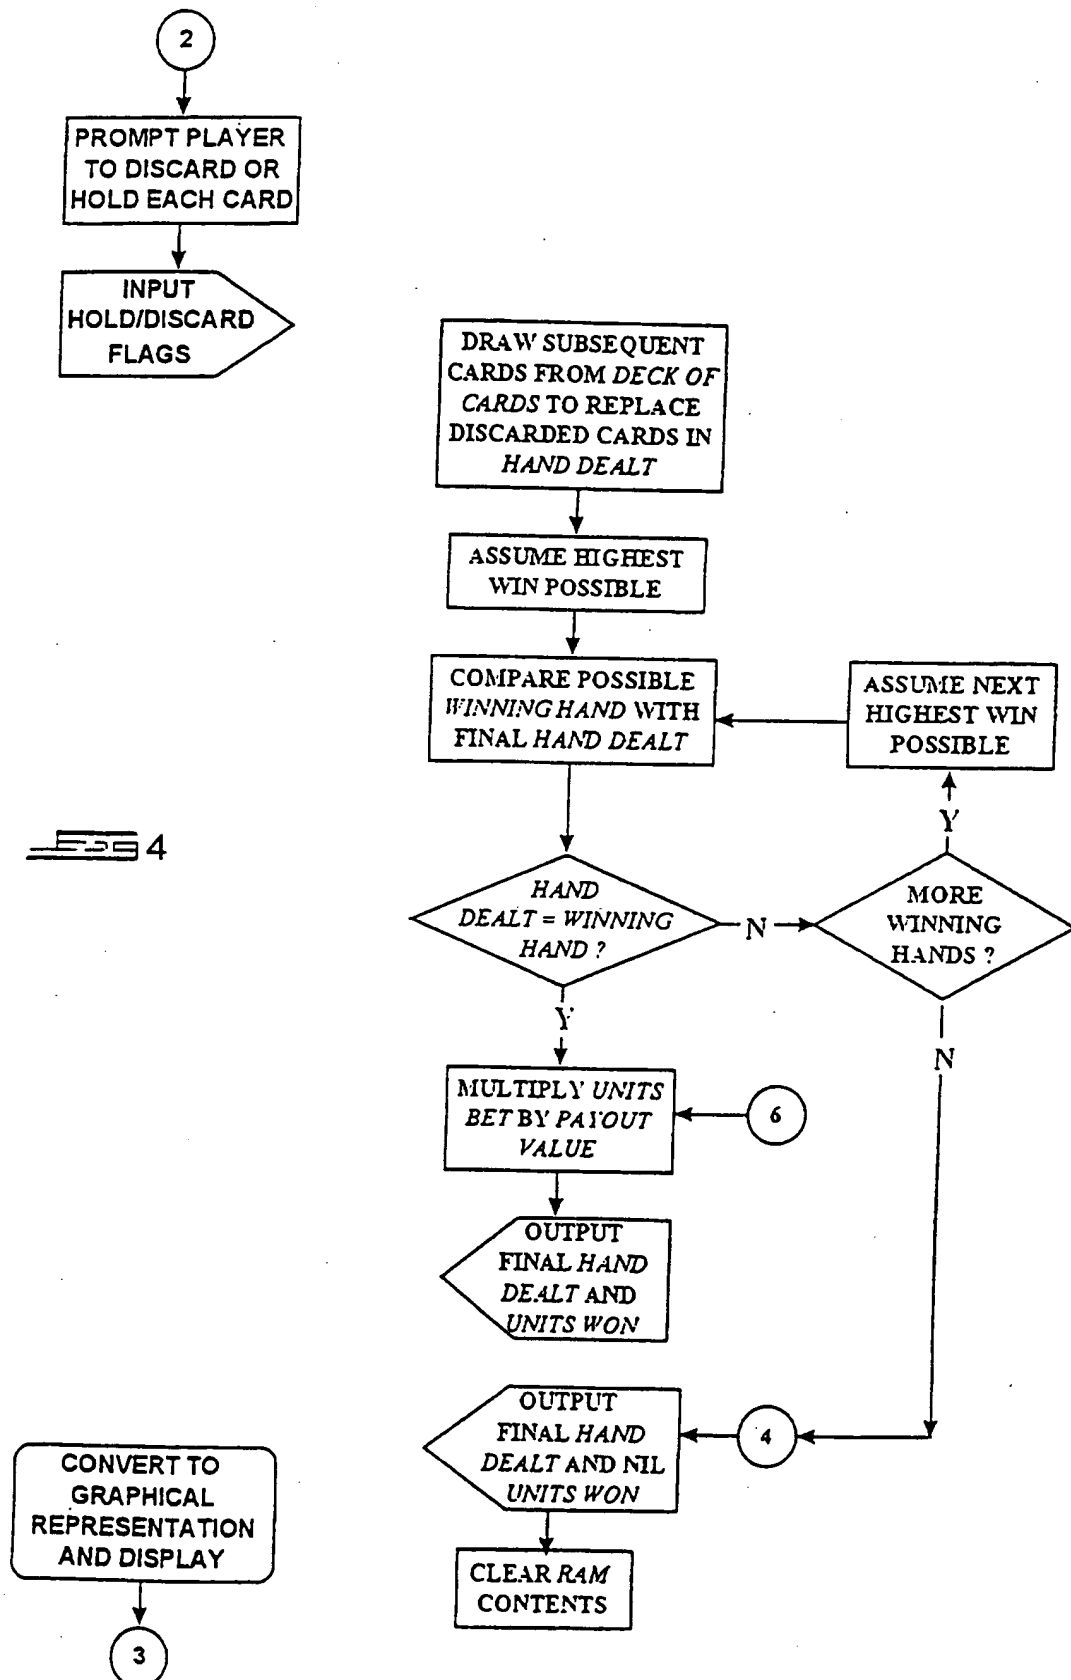 2
PROMPT PLAYER
TO DISCARD OR
HOLD EACH CARD
INPUT
HOLD/DISCARD
FLAGS
DRAW SUBSEQUENT
CARDS FROM DECK OF
CARDS TO REPLACE
DISCARDED CARDS IN
HAND DEALT
ASSUME HIGHEST
WIN POSSIBLE
COMPARE POSSIBLE
WINNING HAND WITH
FINAL HAND DEALT
ASSUME NEXT
HIGHEST WIN
POSSIBLE
Y
4
HAND
DEALT = WINNING
HAND ?
N
MORE
WINNING
HANDS ?
Y
N
MULTIPLY UNITS
BET BY PAYOUT
VALUE
6
OUTPUT
FINAL HAND
DEALT AND
UNITS WON
OUTPUT
FINAL HAND
DEALT AND NIL
UNITS WON
4
CONVERT TO
GRAPHICAL
REPRESENTATION
AND DISPLAY
CLEAR RAM
CONTENTS
3